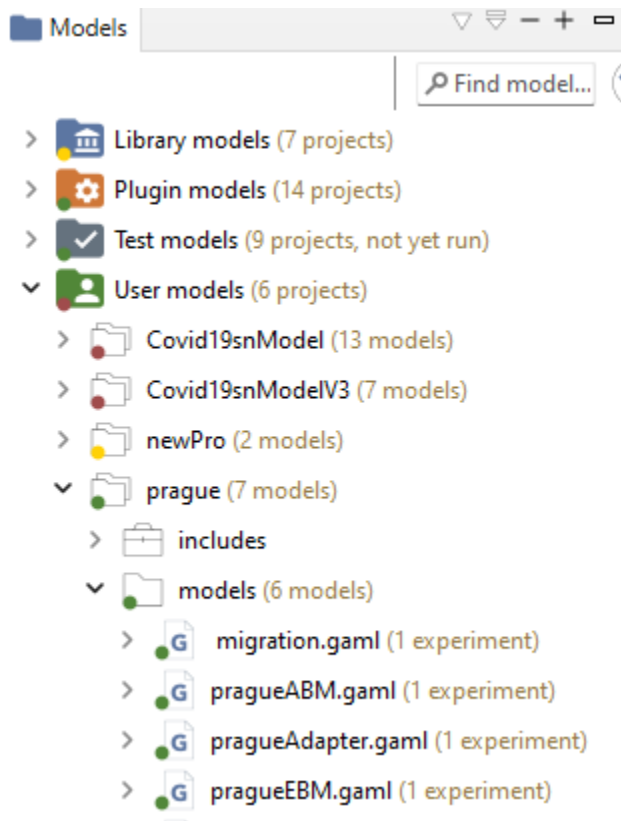 Models
Find model...
Library models (7 projects)
Plugin models (14 projects)
Test models (9 projects, not yet run)
User models (6 projects)
Covid19snModel (13 models)
Covid19snModelV3 (7 models)
newPro (2 models)
prague (7 models)
includes
models (6 models)
G migration.gaml (1 experiment)
G pragueABM.gaml (1 experiment)
G pragueAdapter.gaml (1 experiment)
G pragueEBM.gaml (1 experiment)